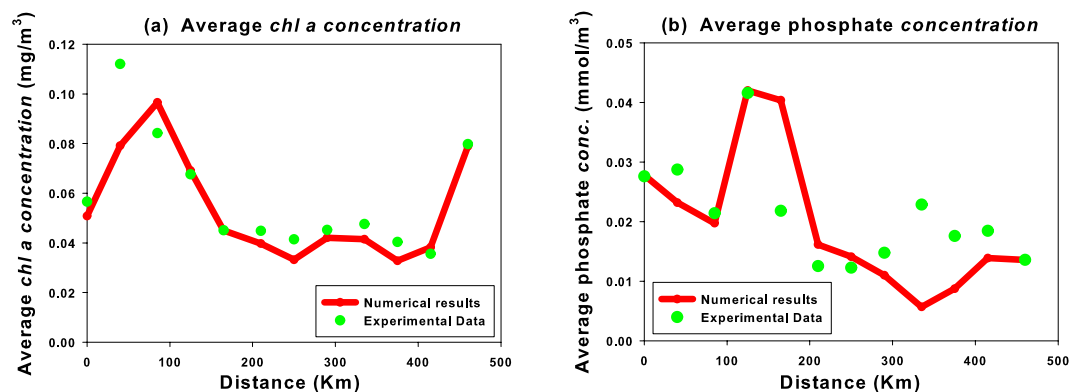 (a) Average chl a concentration
Average chl a concentration (mg/m³)
0.12
0.10
0.08
0.06
0.04
0.02
0.00
Numerical results
Experimental Data
0 100 200 300 400 500
Distance (Km)
(b) Average phosphate concentration
Average phosphate conc. (mmol/m³)
0.05
0.04
0.03
0.02
0.01
0.00
Numerical results
Experimental Data
0 100 200 300 400 500
Distance (Km)